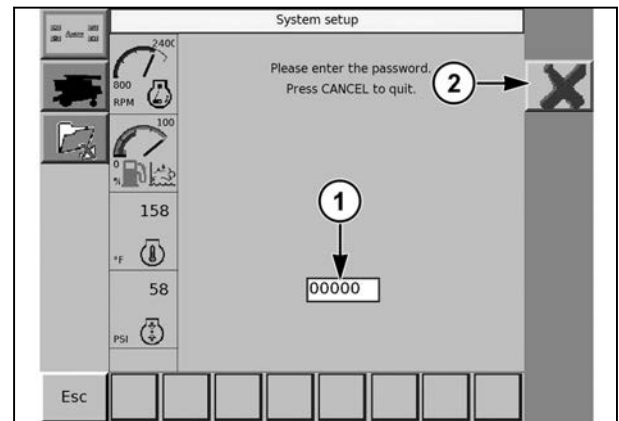 System setup
2400
800
RPM
Please enter the password.
Press CANCEL to quit.
2
100
0
%
1
158
°F
00000
58
PSI
Esc